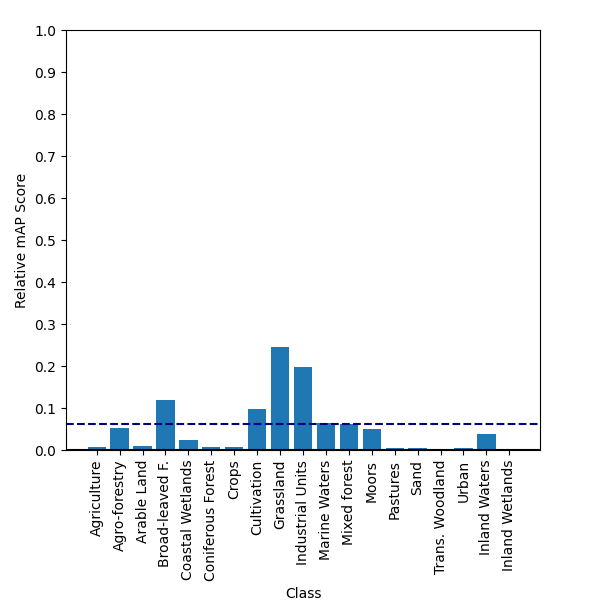 1.0
0.9
0.8
0.7
0.6
0.5
0.4
0.3
0.2
0.1
0.0
Relative mAP Score
Agriculture
Agro-forestry
Arable Land
Broad-leaved F.
Coastal Wetlands
Coniferous Forest
Crops
Cultivation
Grassland
Industrial Units
Marine Waters
Mixed forest
Moors
Pastures
Sand
Trans. Woodland
Urban
Inland Waters
Inland Wetlands
Class